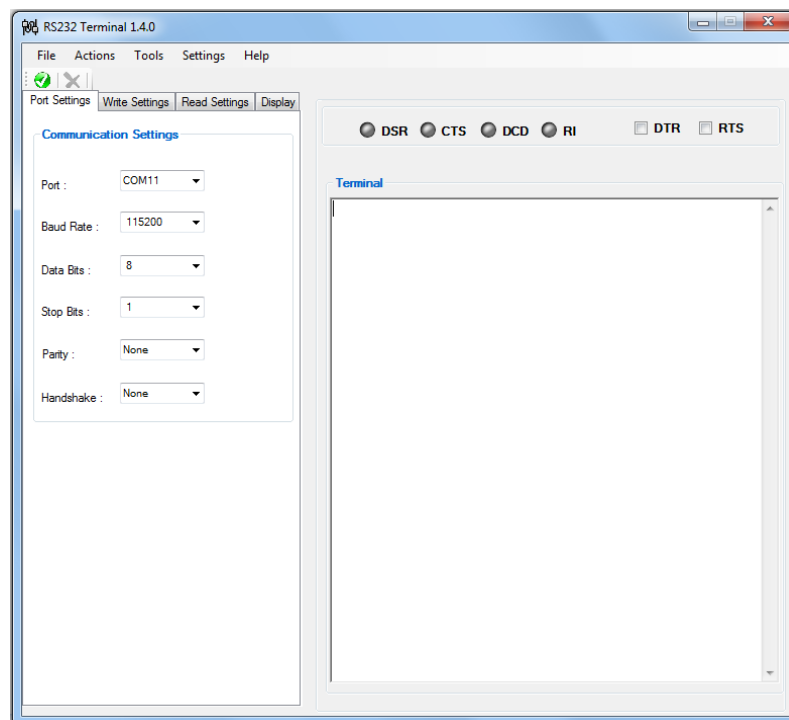 RS232 Terminal 1.4.0
File Actions Tools Settings Help
Port Settings Write Settings Read Settings Display
Communication Settings
Port : COM11
Baud Rate : 115200
Data Bits : 8
Stop Bits : 1
Parity : None
Handshake : None
DSR CTS DCD RI DTR RTS
Terminal